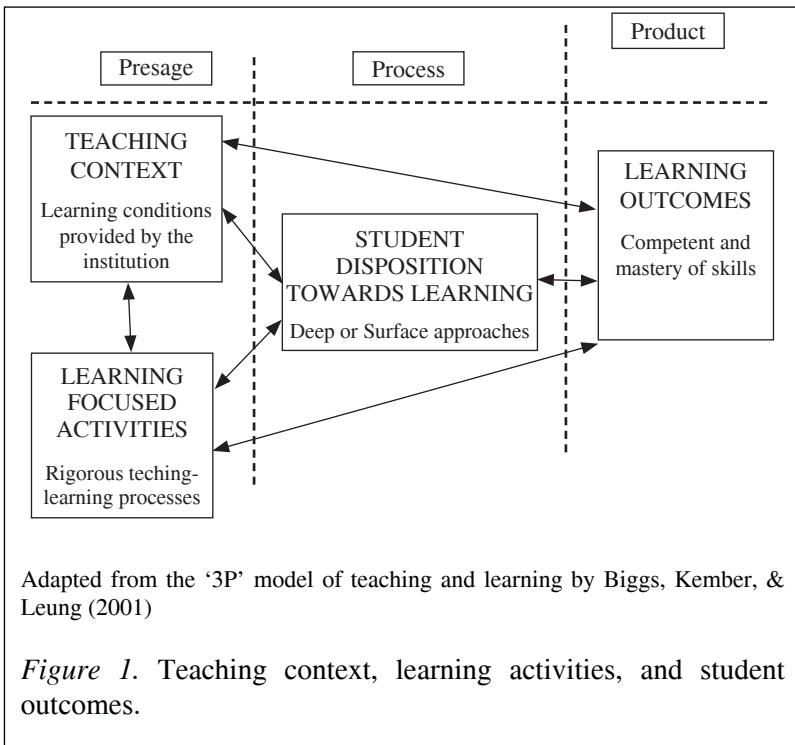 Product
Presage
Process
TEACHING
CONTEXT
Learning conditions
provided by the
institution
LEARNING
OUTCOMES
Competent and
mastery of skills
STUDENT
DISPOSITION
TOWARDS LEARNING
Deep or Surface approaches
LEARNING
FOCUSED
ACTIVITIES
Rigorous teching-
learning processes
Adapted from the ‘3P’ model of teaching and learning by Biggs, Kember, &
Leung (2001)
Figure 1. Teaching context, learning activities, and student
outcomes.